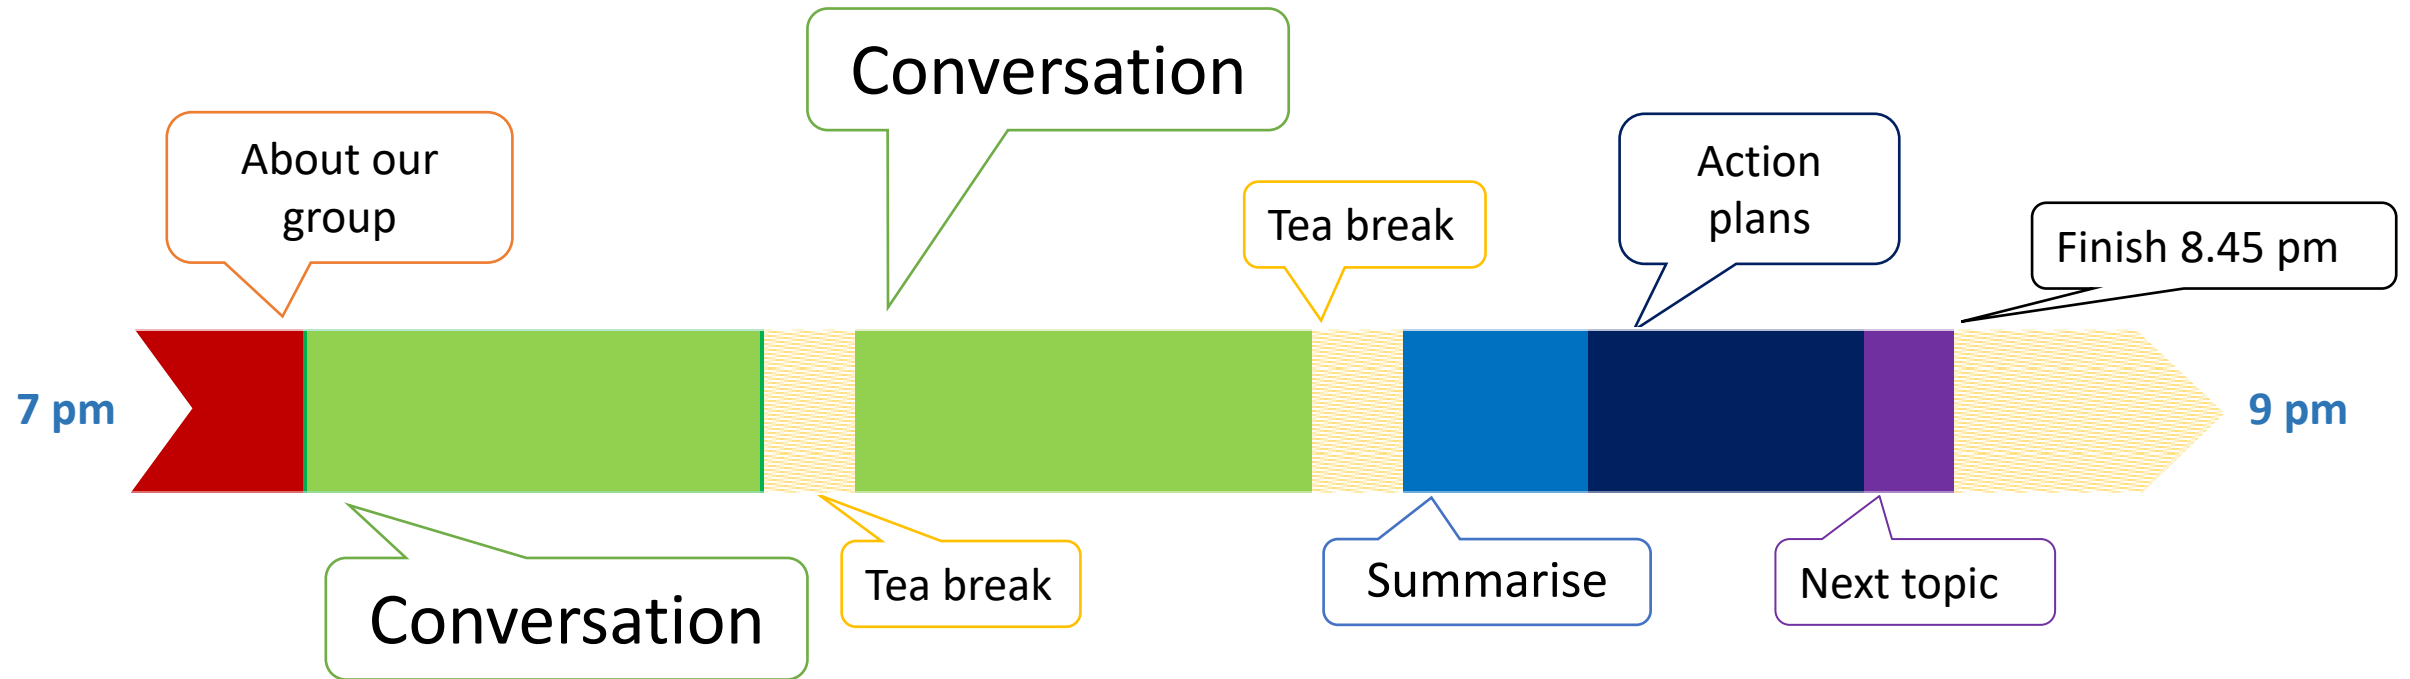 Conversation
About our
group
Tea break
Action
plans
Finish 8.45 pm
7 pm
9 pm
Conversation
Tea break
Summarise
Next topic